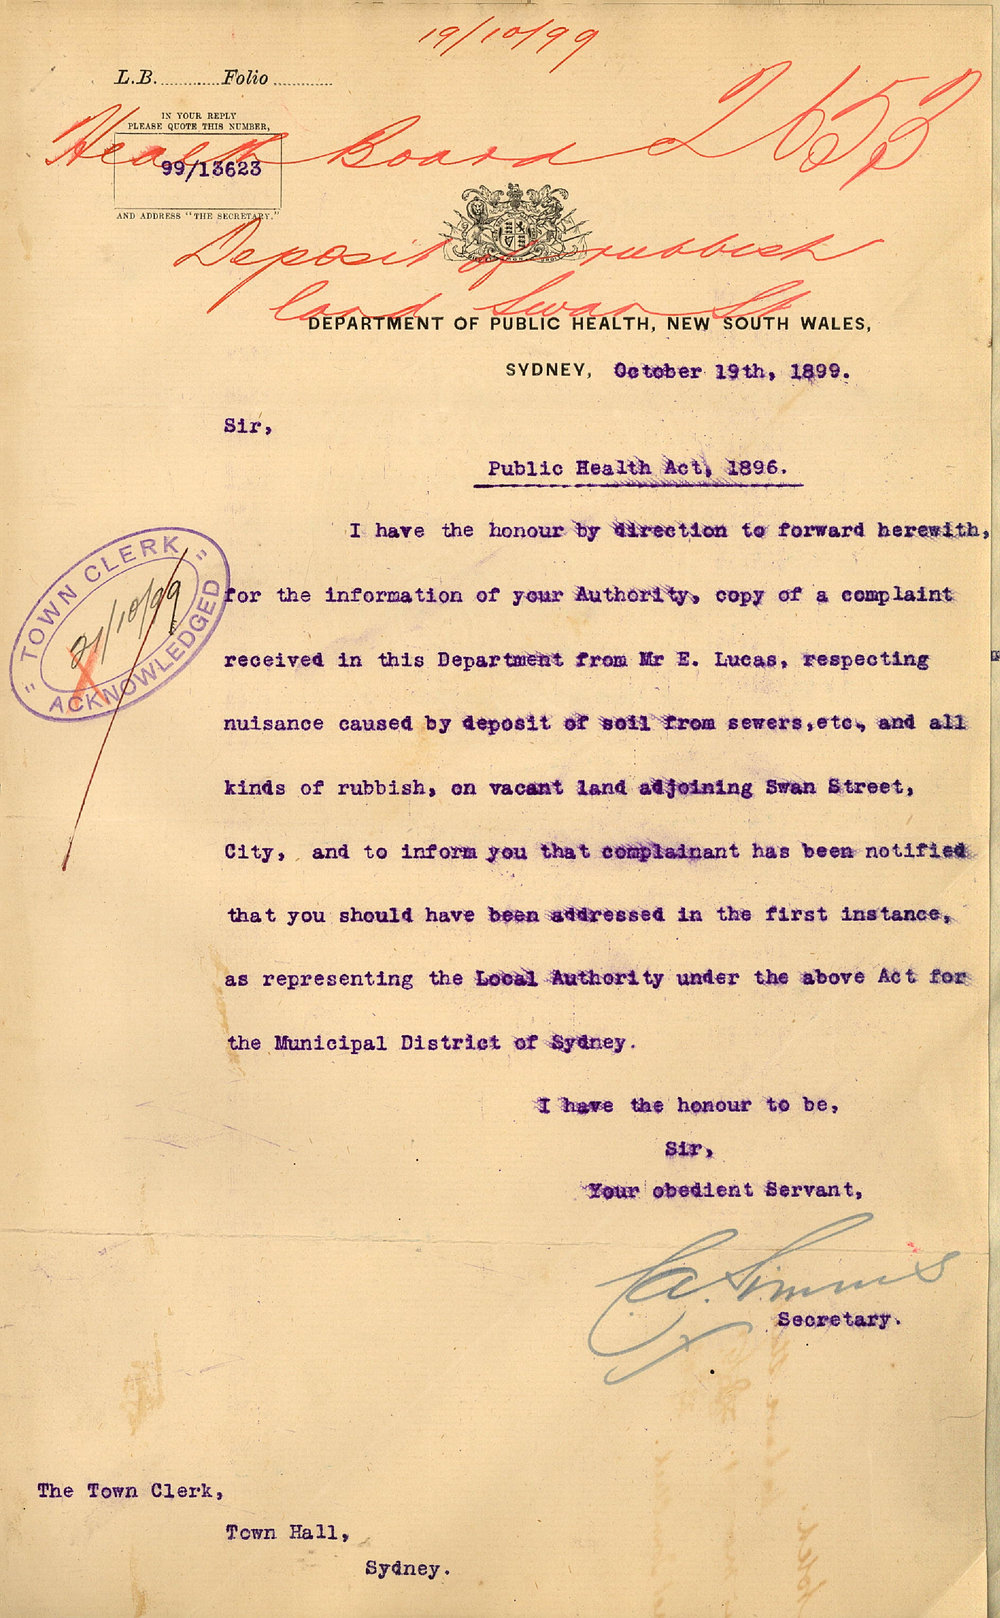 19/10/99
L.B. Folio
Health Board 2653
IN YOUR REPLY
PLEASE QUOTE THIS NUMBER,
99/13623
AND ADDRESS "THE SECRETARY."
Deposit of rubbish
land Swan St
DEPARTMENT OF PUBLIC HEALTH, NEW SOUTH WALES,
SYDNEY, October 19th, 1899.
Sir,
Public Health Act, 1896.
I have the honour by direction to forward herewith,
for the information of your Authority, copy of a complaint
received in this Department from Mr E. Lucas, respecting
nuisance caused by deposit of soil from sewers,etc, and all
kinds of rubbish, on vacant land adjoining Swan Street,
City, and to inform you that complainant has been notified
that you should have been addressed in the first instance,
as representing the Local Authority under the above Act for
the Municipal District of Sydney.
"TOWN CLERK"
21/10/99
ACKNOWLEDGED
I have the honour to be,
Sir,
Your obedient Servant,
Simms
Secretary.
The Town Clerk,
Town Hall,
Sydney.